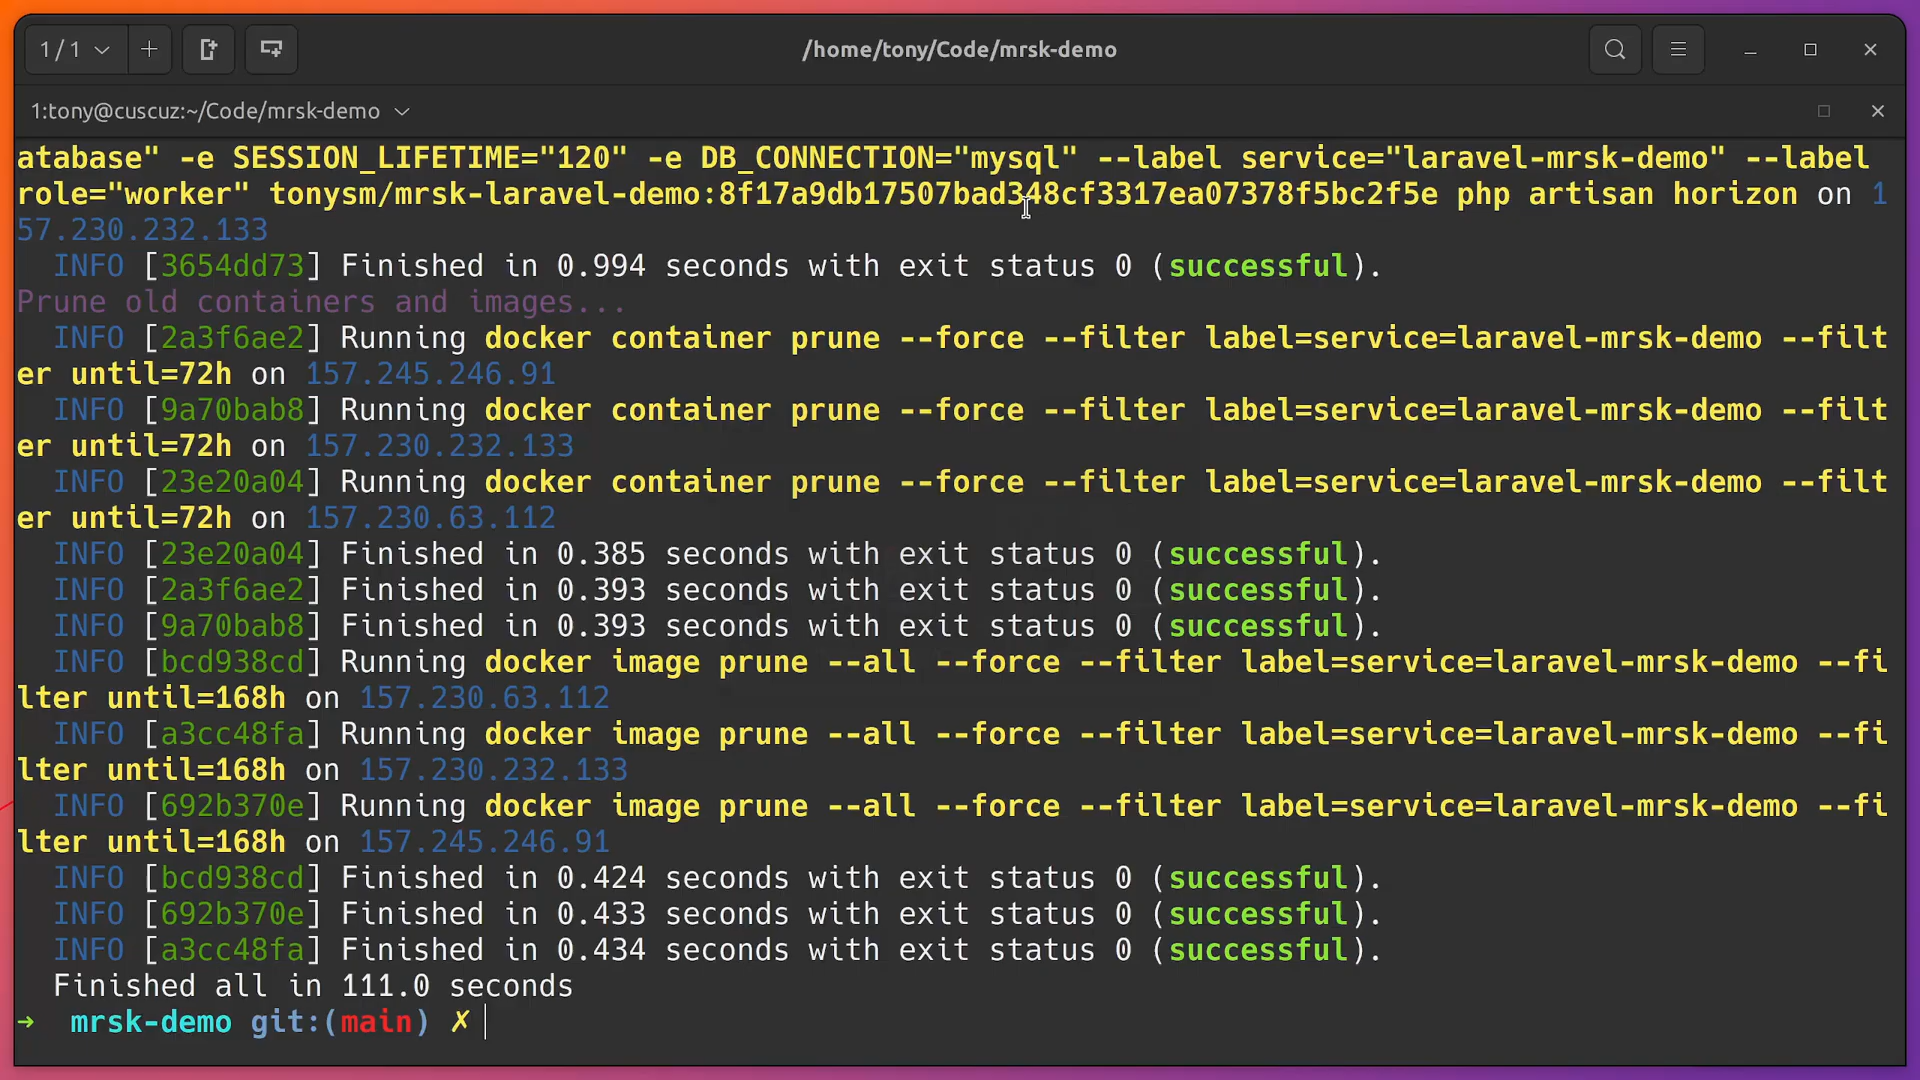 1/1
/home/tony/Code/mrsk-demo
1:tony@cuscuz:~/Code/mrsk-demo
atabase" -e SESSION_LIFETIME="120" -e DB_CONNECTION="mysql" --label service="laravel-mrsk-demo" --label
role="worker" tonysm/mrsk-laravel-demo:8f17a9db17507bad348cf3317ea07378f5bc2f5e php artisan horizon on 1
57.230.232.133
INFO [3654dd73] Finished in 0.994 seconds with exit status 0 (successful).
Prune old containers and images...
INFO [2a3f6ae2] Running docker container prune --force --filter label=service=laravel-mrsk-demo --filt
er until=72h on 157.245.246.91
INFO [9a70bab8] Running docker container prune --force --filter label=service=laravel-mrsk-demo --filt
er until=72h on 157.230.232.133
INFO [23e20a04] Running docker container prune --force --filter label=service=laravel-mrsk-demo --filt
er until=72h on 157.230.63.112
INFO [23e20a04] Finished in 0.385 seconds with exit status 0 (successful).
INFO [2a3f6ae2] Finished in 0.393 seconds with exit status 0 (successful).
INFO [9a70bab8] Finished in 0.393 seconds with exit status 0 (successful).
INFO [bcd938cd] Running docker image prune --all --force --filter label=service=laravel-mrsk-demo --fi
lter until=168h on 157.230.63.112
INFO [a3cc48fa] Running docker image prune --all --force --filter label=service=laravel-mrsk-demo --fi
lter until=168h on 157.230.232.133
INFO [692b370e] Running docker image prune --all --force --filter label=service=laravel-mrsk-demo --fi
lter until=168h on 157.245.246.91
INFO [bcd938cd] Finished in 0.424 seconds with exit status 0 (successful).
INFO [692b370e] Finished in 0.433 seconds with exit status 0 (successful).
INFO [a3cc48fa] Finished in 0.434 seconds with exit status 0 (successful).
Finished all in 111.0 seconds
→ mrsk-demo git:(main) ✗